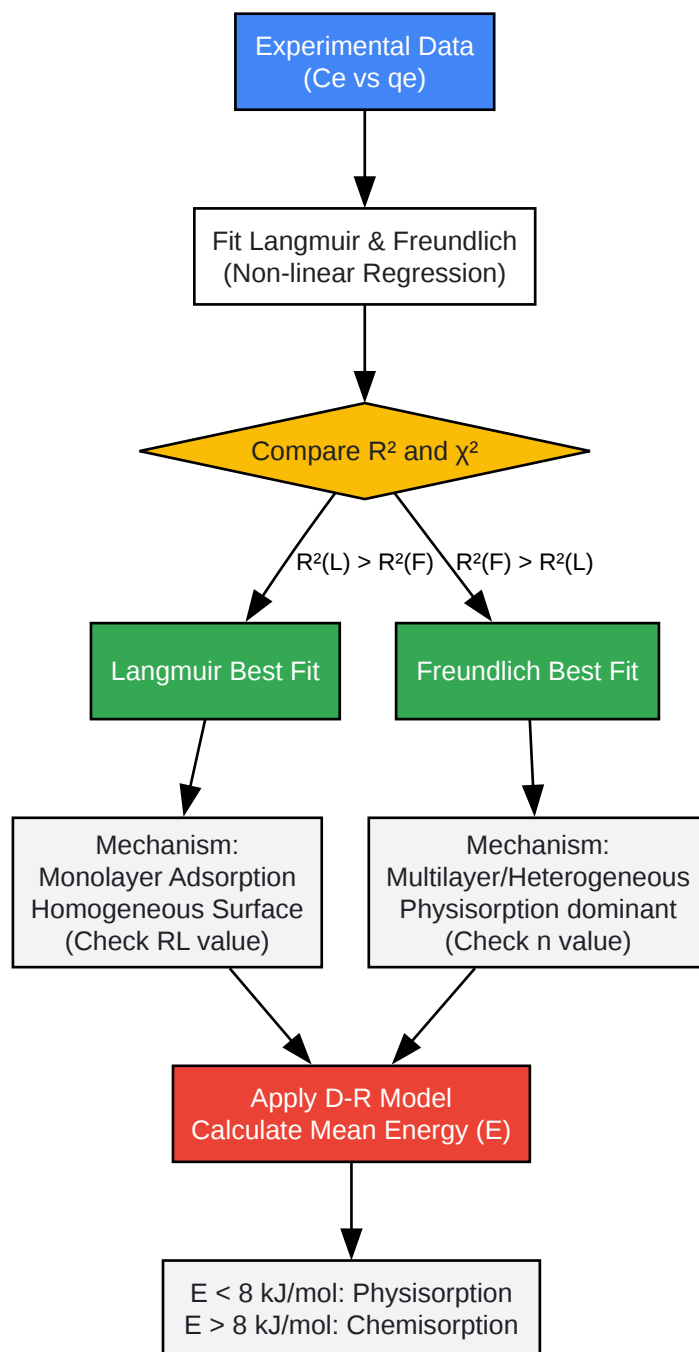 Experimental Data
(Ce vs qe)
Fit Langmuir & Freundlich
(Non-linear Regression)
Compare R² and χ²
R²(L) > R²(F)
R²(F) > R²(L)
Langmuir Best Fit
Freundlich Best Fit
Mechanism:
Monolayer Adsorption
Homogeneous Surface
(Check RL value)
Mechanism:
Multilayer/Heterogeneous
Physisorption dominant
(Check n value)
Apply D-R Model
Calculate Mean Energy (E)
E < 8 kJ/mol: Physisorption
E > 8 kJ/mol: Chemisorption